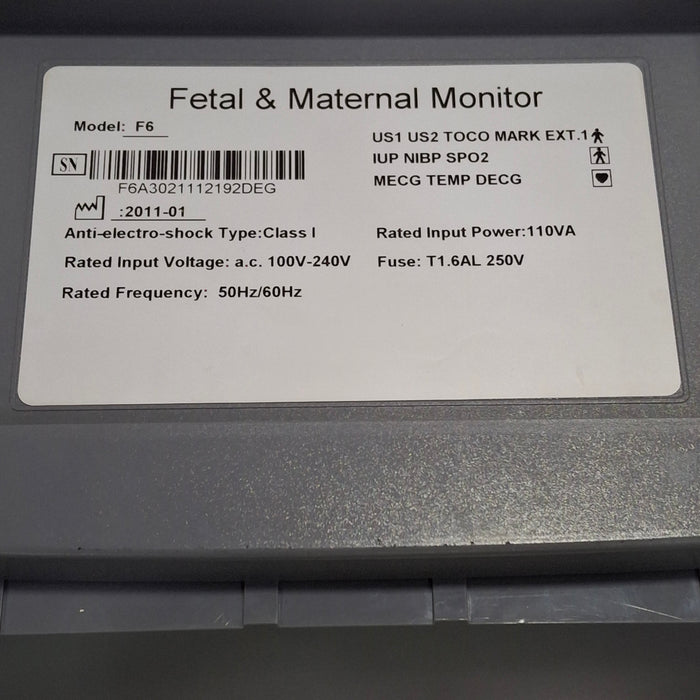 Fetal & Maternal Monitor
Model: F6
SN
F6A3021112192DEG
:2011-01
Anti-electro-shock Type:Class I
Rated Input Voltage: a.c. 100V-240V
Rated Frequency: 50Hz/60Hz
US1 US2 TOCO MARK EXT.1
IUP NIBP SPO2
MECG TEMP DECG
Rated Input Power:110VA
Fuse: T1.6AL 250V